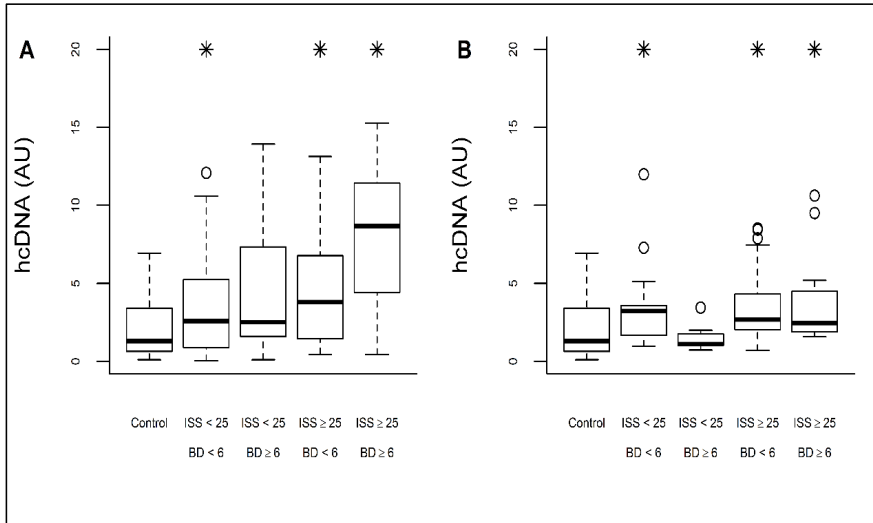 A
hcDNA (AU)
20
15
10
5
0
* * *
Control ISS < 25 ISS < 25 ISS ≥ 25 ISS ≥ 25
BD < 6 BD ≥ 6 BD < 6 BD ≥ 6
B
hcDNA (AU)
20
15
10
5
0
* * *
Control ISS < 25 ISS < 25 ISS ≥ 25 ISS ≥ 25
BD < 6 BD ≥ 6 BD < 6 BD ≥ 6